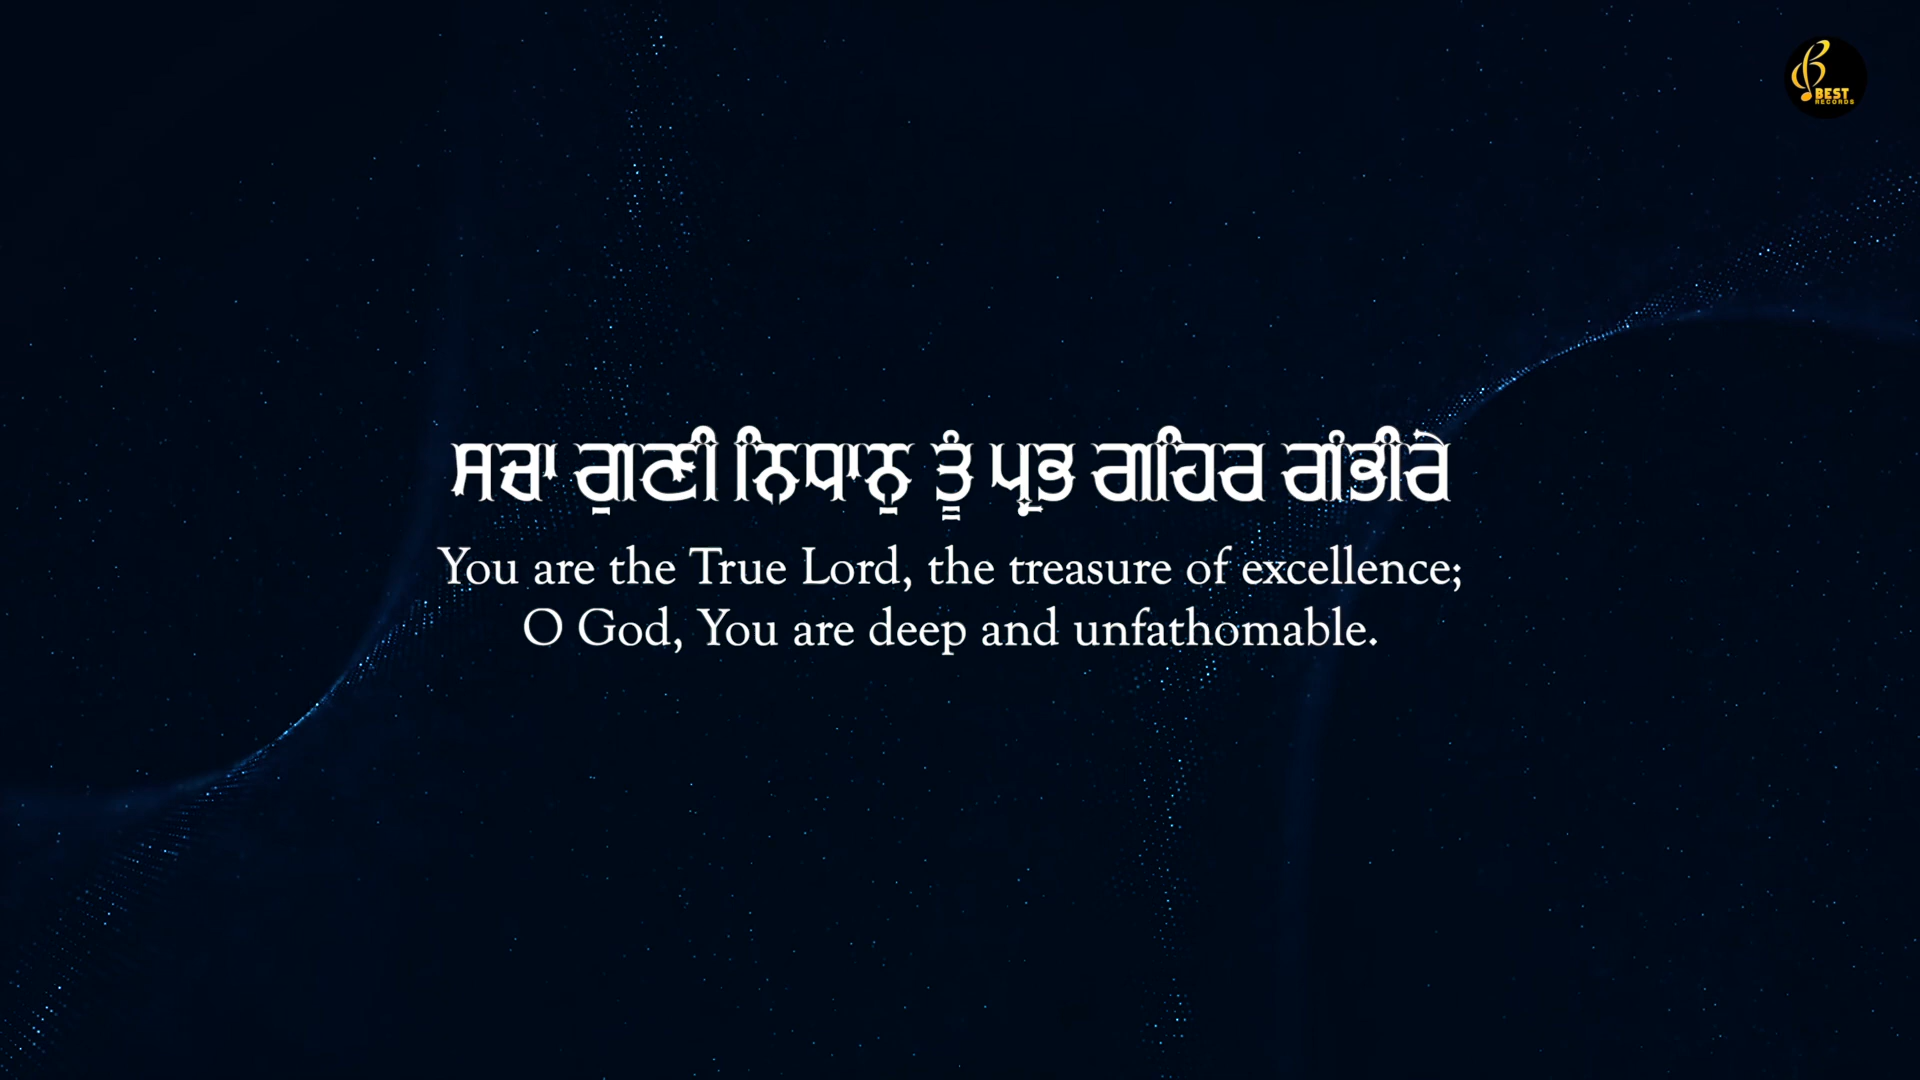 BEST
RECORDS
ਸਚਾ ਗੁਣੀ ਨਿਧਾਨੁ ਤੂੰ ਪ੍ਰਭ ਗਹਿਰ ਗੰਭੀਰੇ
You are the True Lord, the treasure of excellence;
O God, You are deep and unfathomable.